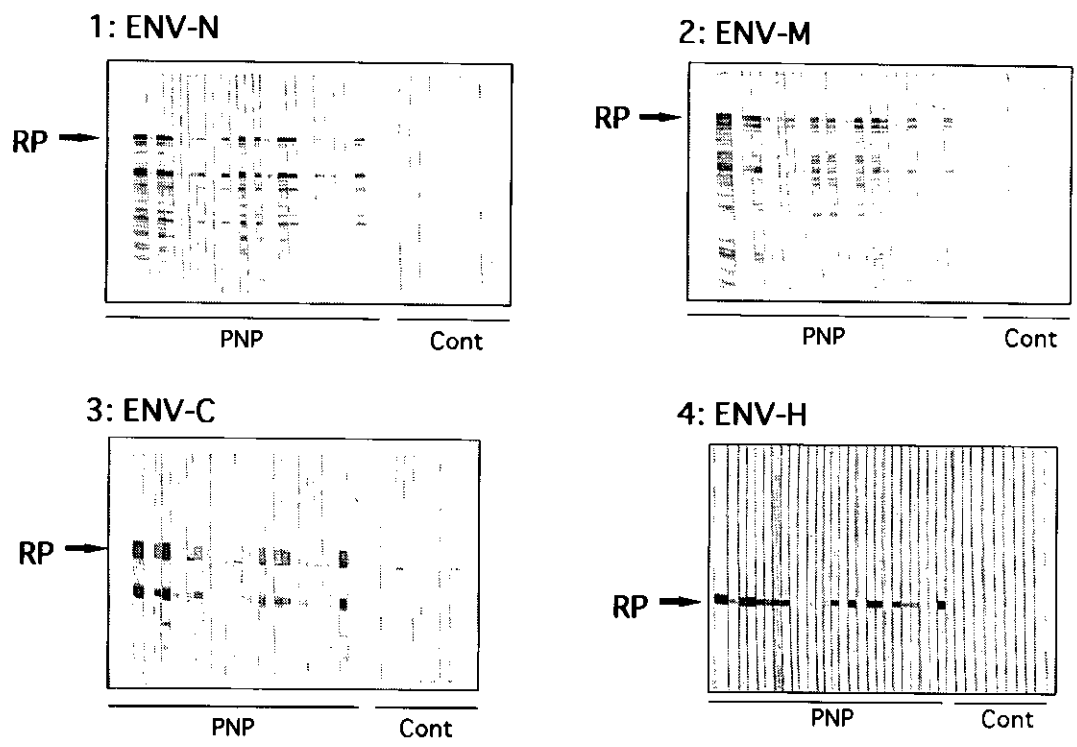 1: ENV-N
RP
PNP
Cont
2: ENV-M
RP
PNP
Cont
3: ENV-C
RP
PNP
Cont
4: ENV-H
RP
PNP
Cont